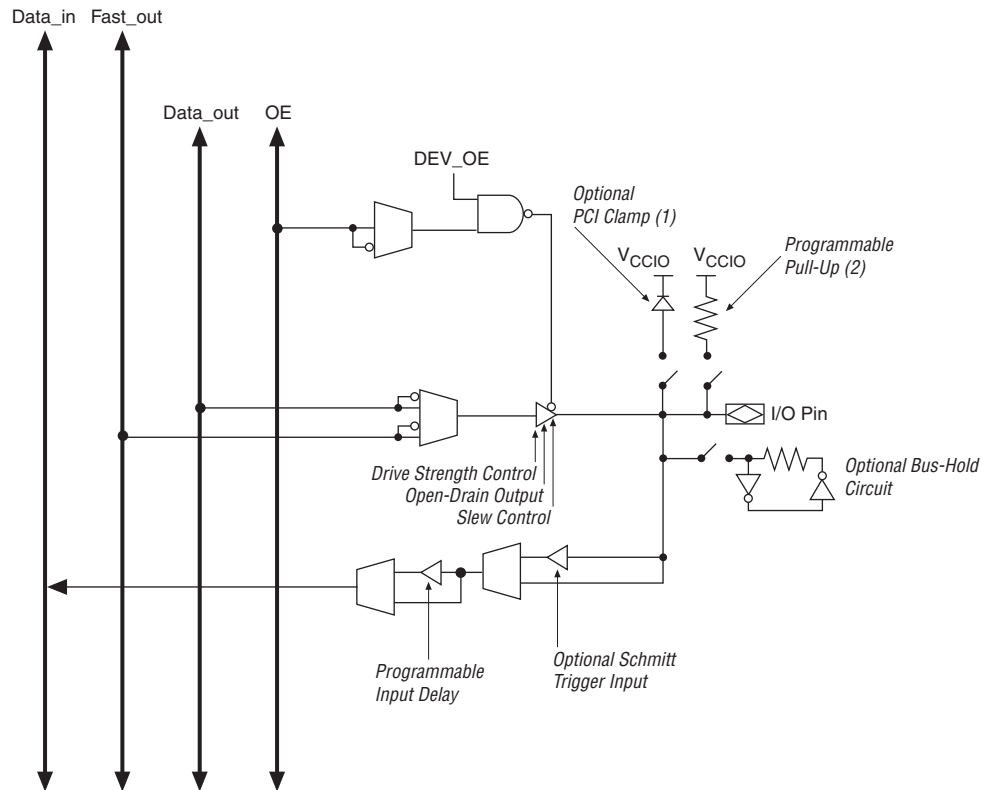 Data_in Fast_out
Data_out OE
DEV_OE
Optional
PCI Clamp (1)
VCCIO VCCIO
Programmable
Pull-Up (2)
I/O Pin
Drive Strength Control
Open-Drain Output
Slew Control
Optional Bus-Hold
Circuit
Programmable
Input Delay
Optional Schmitt
Trigger Input